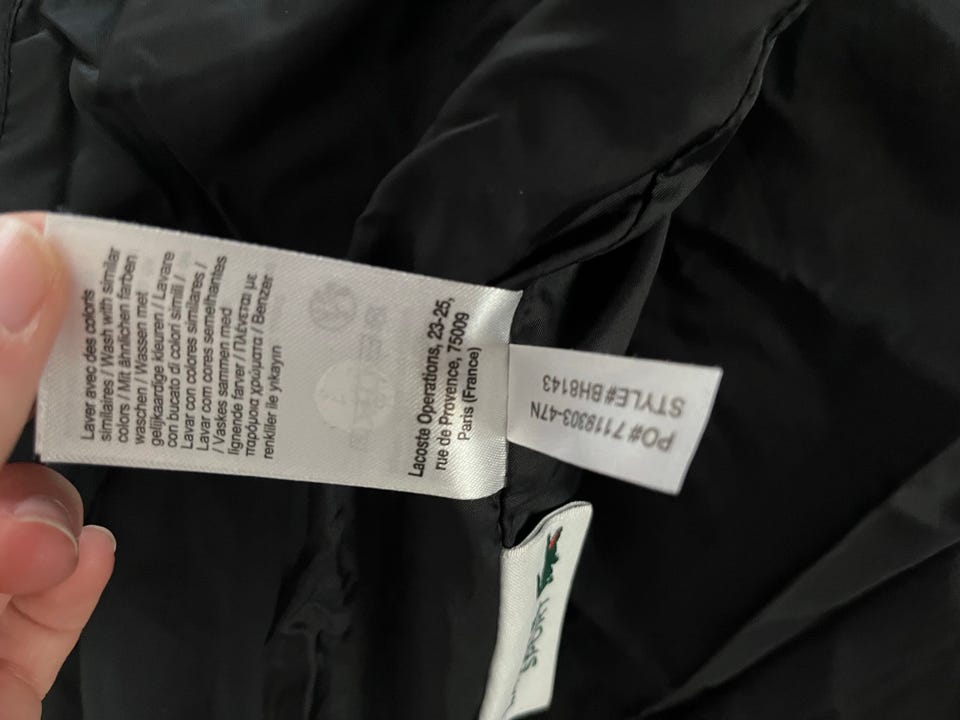 Laver avec des coloris
similaires / Wash with similar
colors / Mit ähnlichen farben
waschen / Wassen met
gelijkaardige kleuren / Lavare
con bucato di colori simili /
Lavar con colores similares /
Lavar com cores semelhantes
/ Vaskes sammen med
lignende farver / Πλένεται με
παρόμοια χρώματα / Benzer
renkliler ile yıkayın
Lacoste Operations, 23-25,
rue de Provence, 75009
Paris (France)
PO#7118303-47N
STYLE#BH8143
SPORT